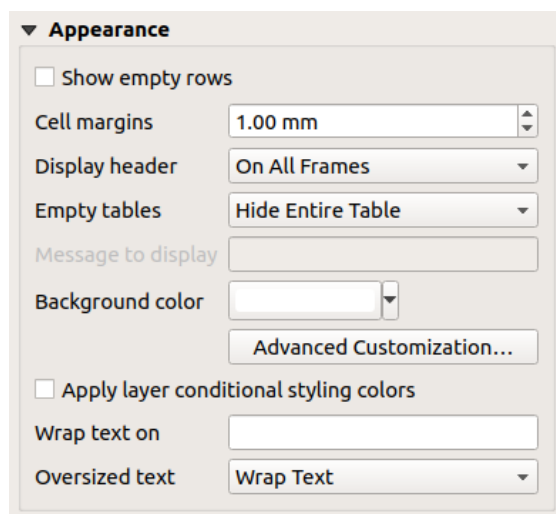 Appearance
Show empty rows
Cell margins 1.00 mm
Display header On All Frames
Empty tables Hide Entire Table
Message to display
Background color
Advanced Customization…
Apply layer conditional styling colors
Wrap text on
Oversized text Wrap Text